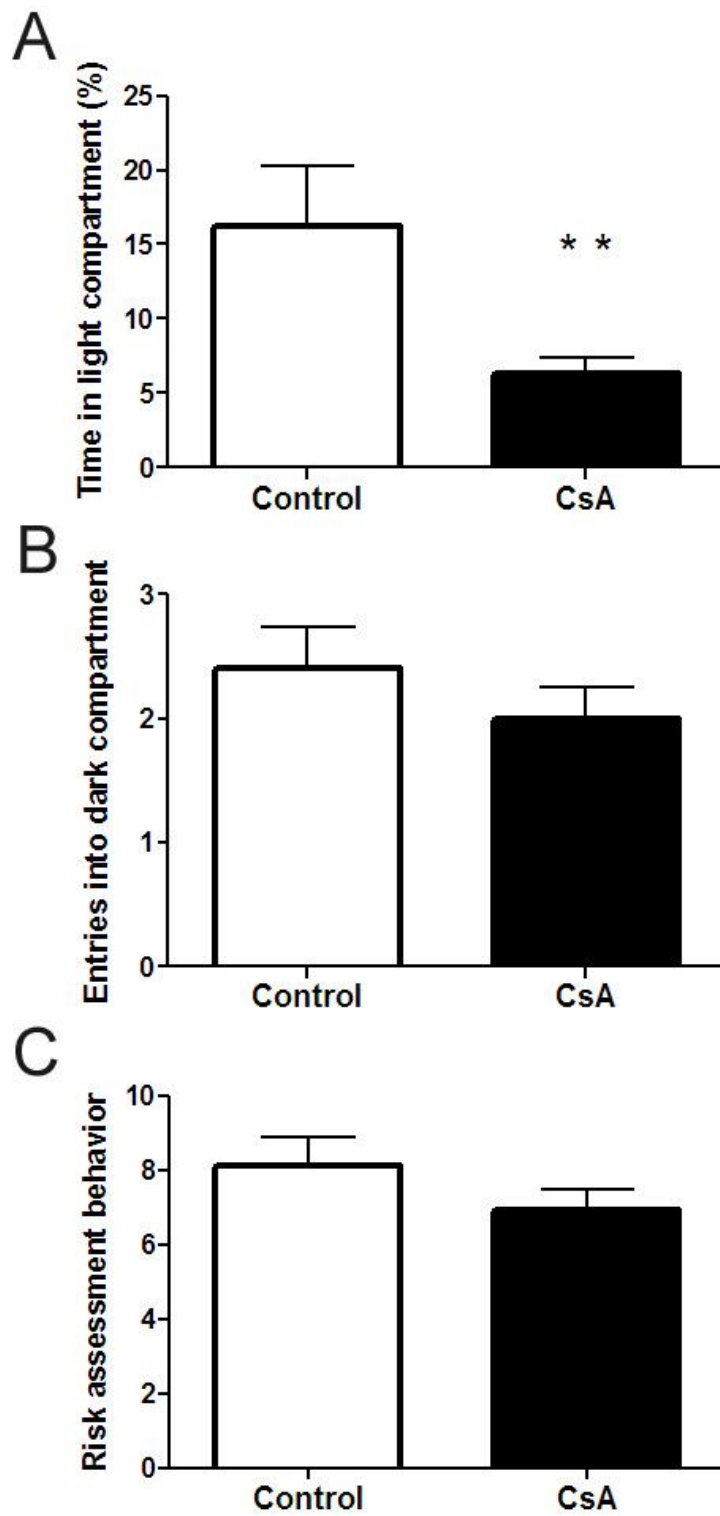 A
Time in light compartment (%)
25
20
15
10
5
0
* *
Control CsA
B
Entries into dark compartment
3
2
1
0
Control CsA
C
Risk assessment behavior
10
8
6
4
2
0
Control CsA